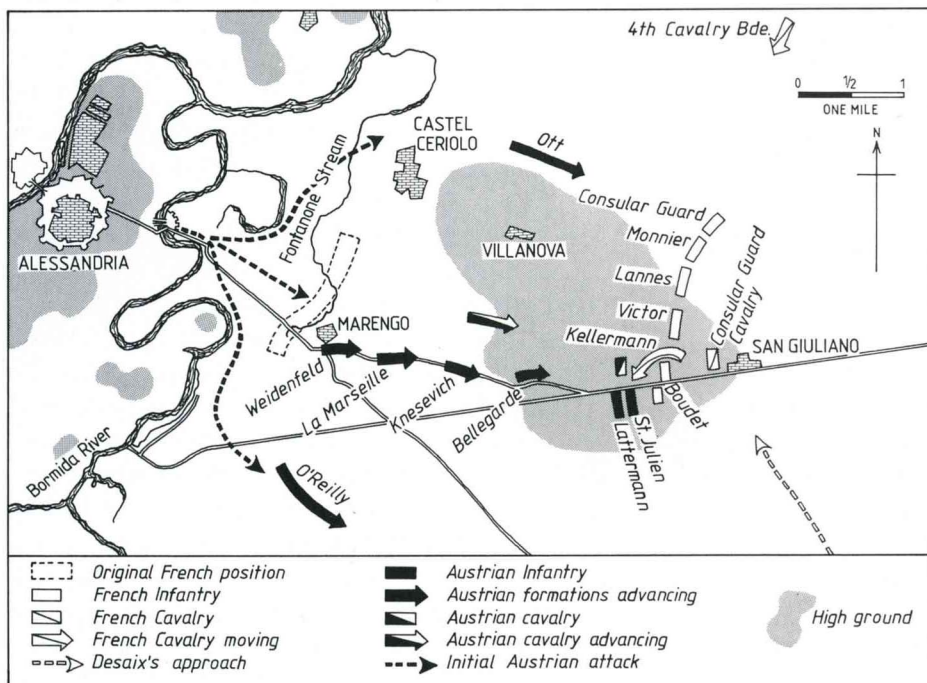 4th Cavalry Bde.
0 1/2 1
ONE MILE
N
CASTEL
CERIOLO
Ott
Fontanone Stream
Consular Guard
Monnier
ALESSANDRIA
VILLANOVA
Lannes
Consular Guard
Cavalry
Victor
MARENGO
Kellermann
SAN GIULIANO
Weidenfeld
La Marseille
Knesevich
Bellegarde
Boudet
St. Julien
Lattermann
Bormida River
O'Reilly
Original French position
French Infantry
French Cavalry
French Cavalry moving
Desaix's approach
Austrian Infantry
Austrian formations advancing
Austrian cavalry
Austrian cavalry advancing
Initial Austrian attack
High ground